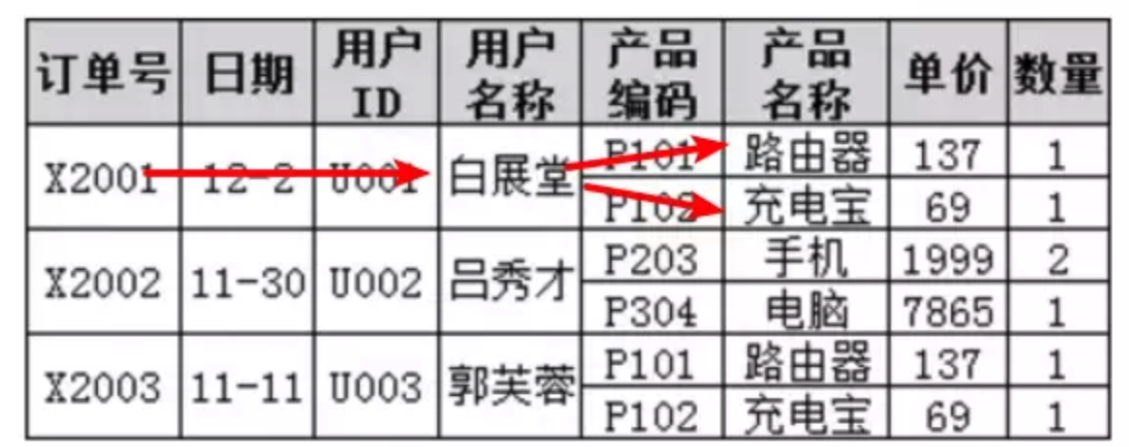 订单号 日期 用户ID 用户名称 产品编码 产品名称 单价 数量
X2001 12-2 U001 白展堂 P101 路由器 137 1
P102 充电宝 69 1
X2002 11-30 U002 吕秀才 P203 手机 1999 2
P304 电脑 7865 1
X2003 11-11 U003 郭芙蓉 P101 路由器 137 1
P102 充电宝 69 1